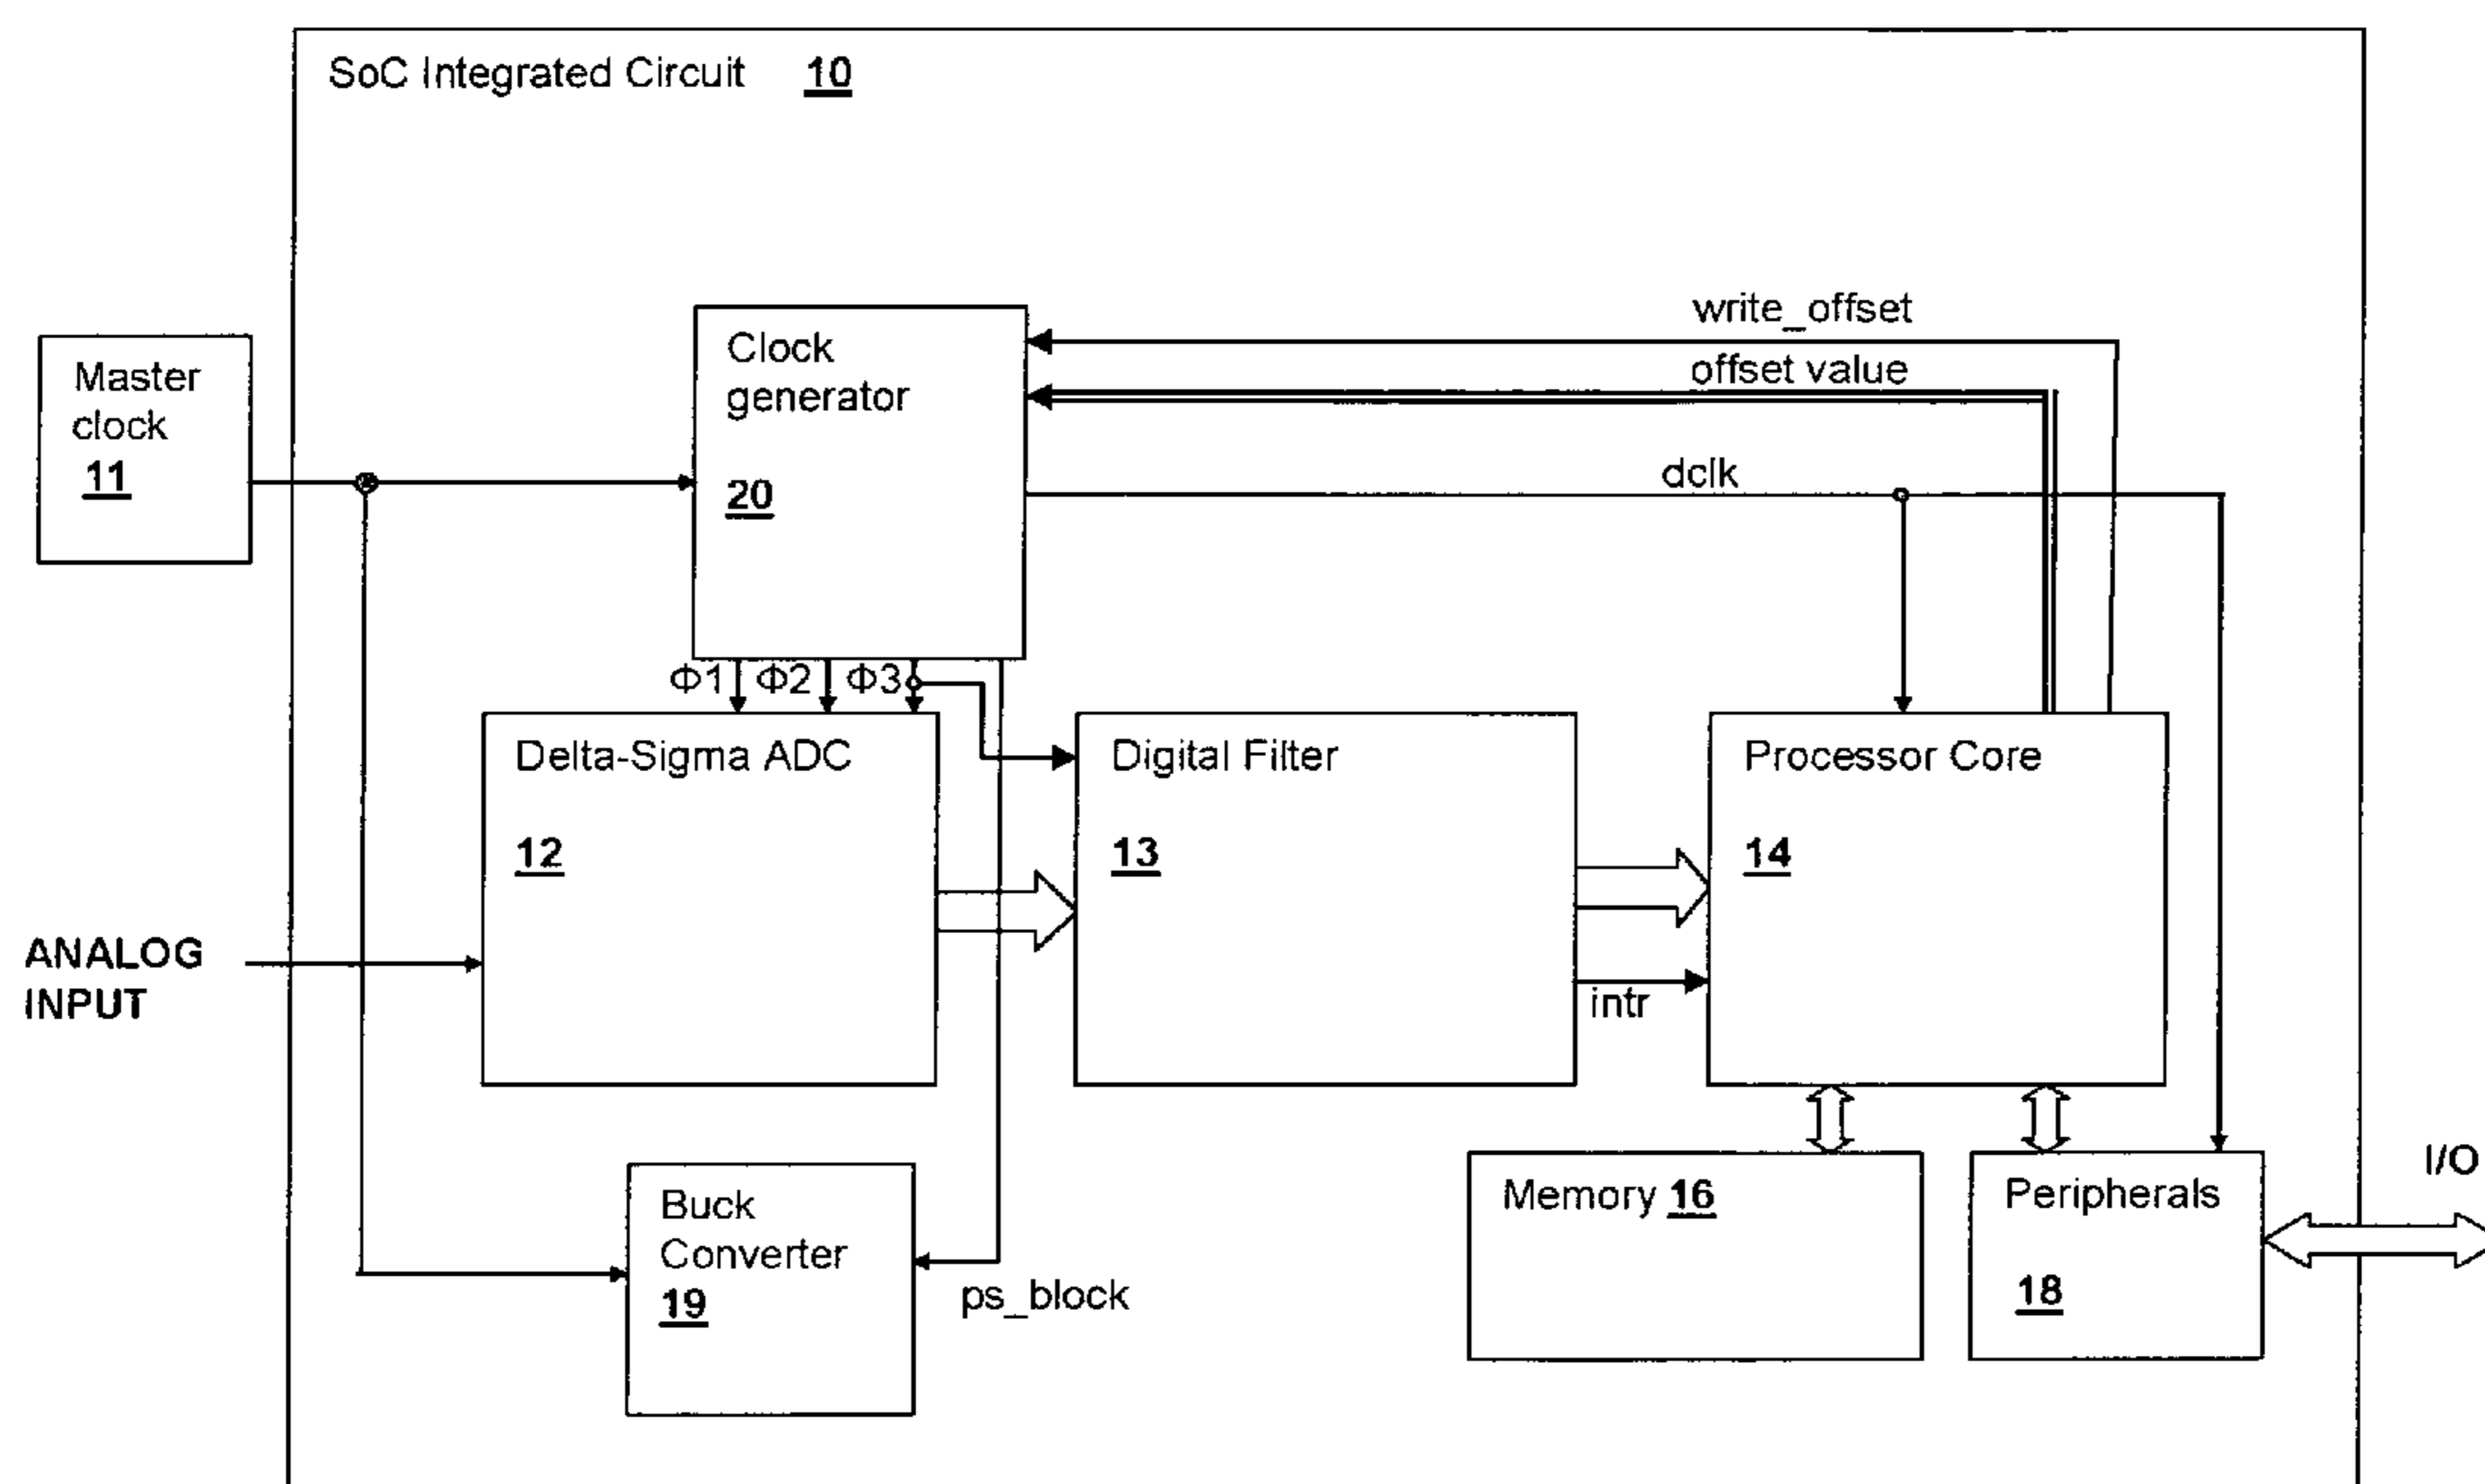 SoC Integrated Circuit 10
Master
clock
11
Clock
generator
20
write_offset
offset value
dclk
Φ1 Φ2 Φ3
Delta-Sigma ADC
12
Digital Filter
13
Processor Core
14
ANALOG
INPUT
intr
Buck
Converter
19
ps_block
Memory 16
Peripherals
18
I/O